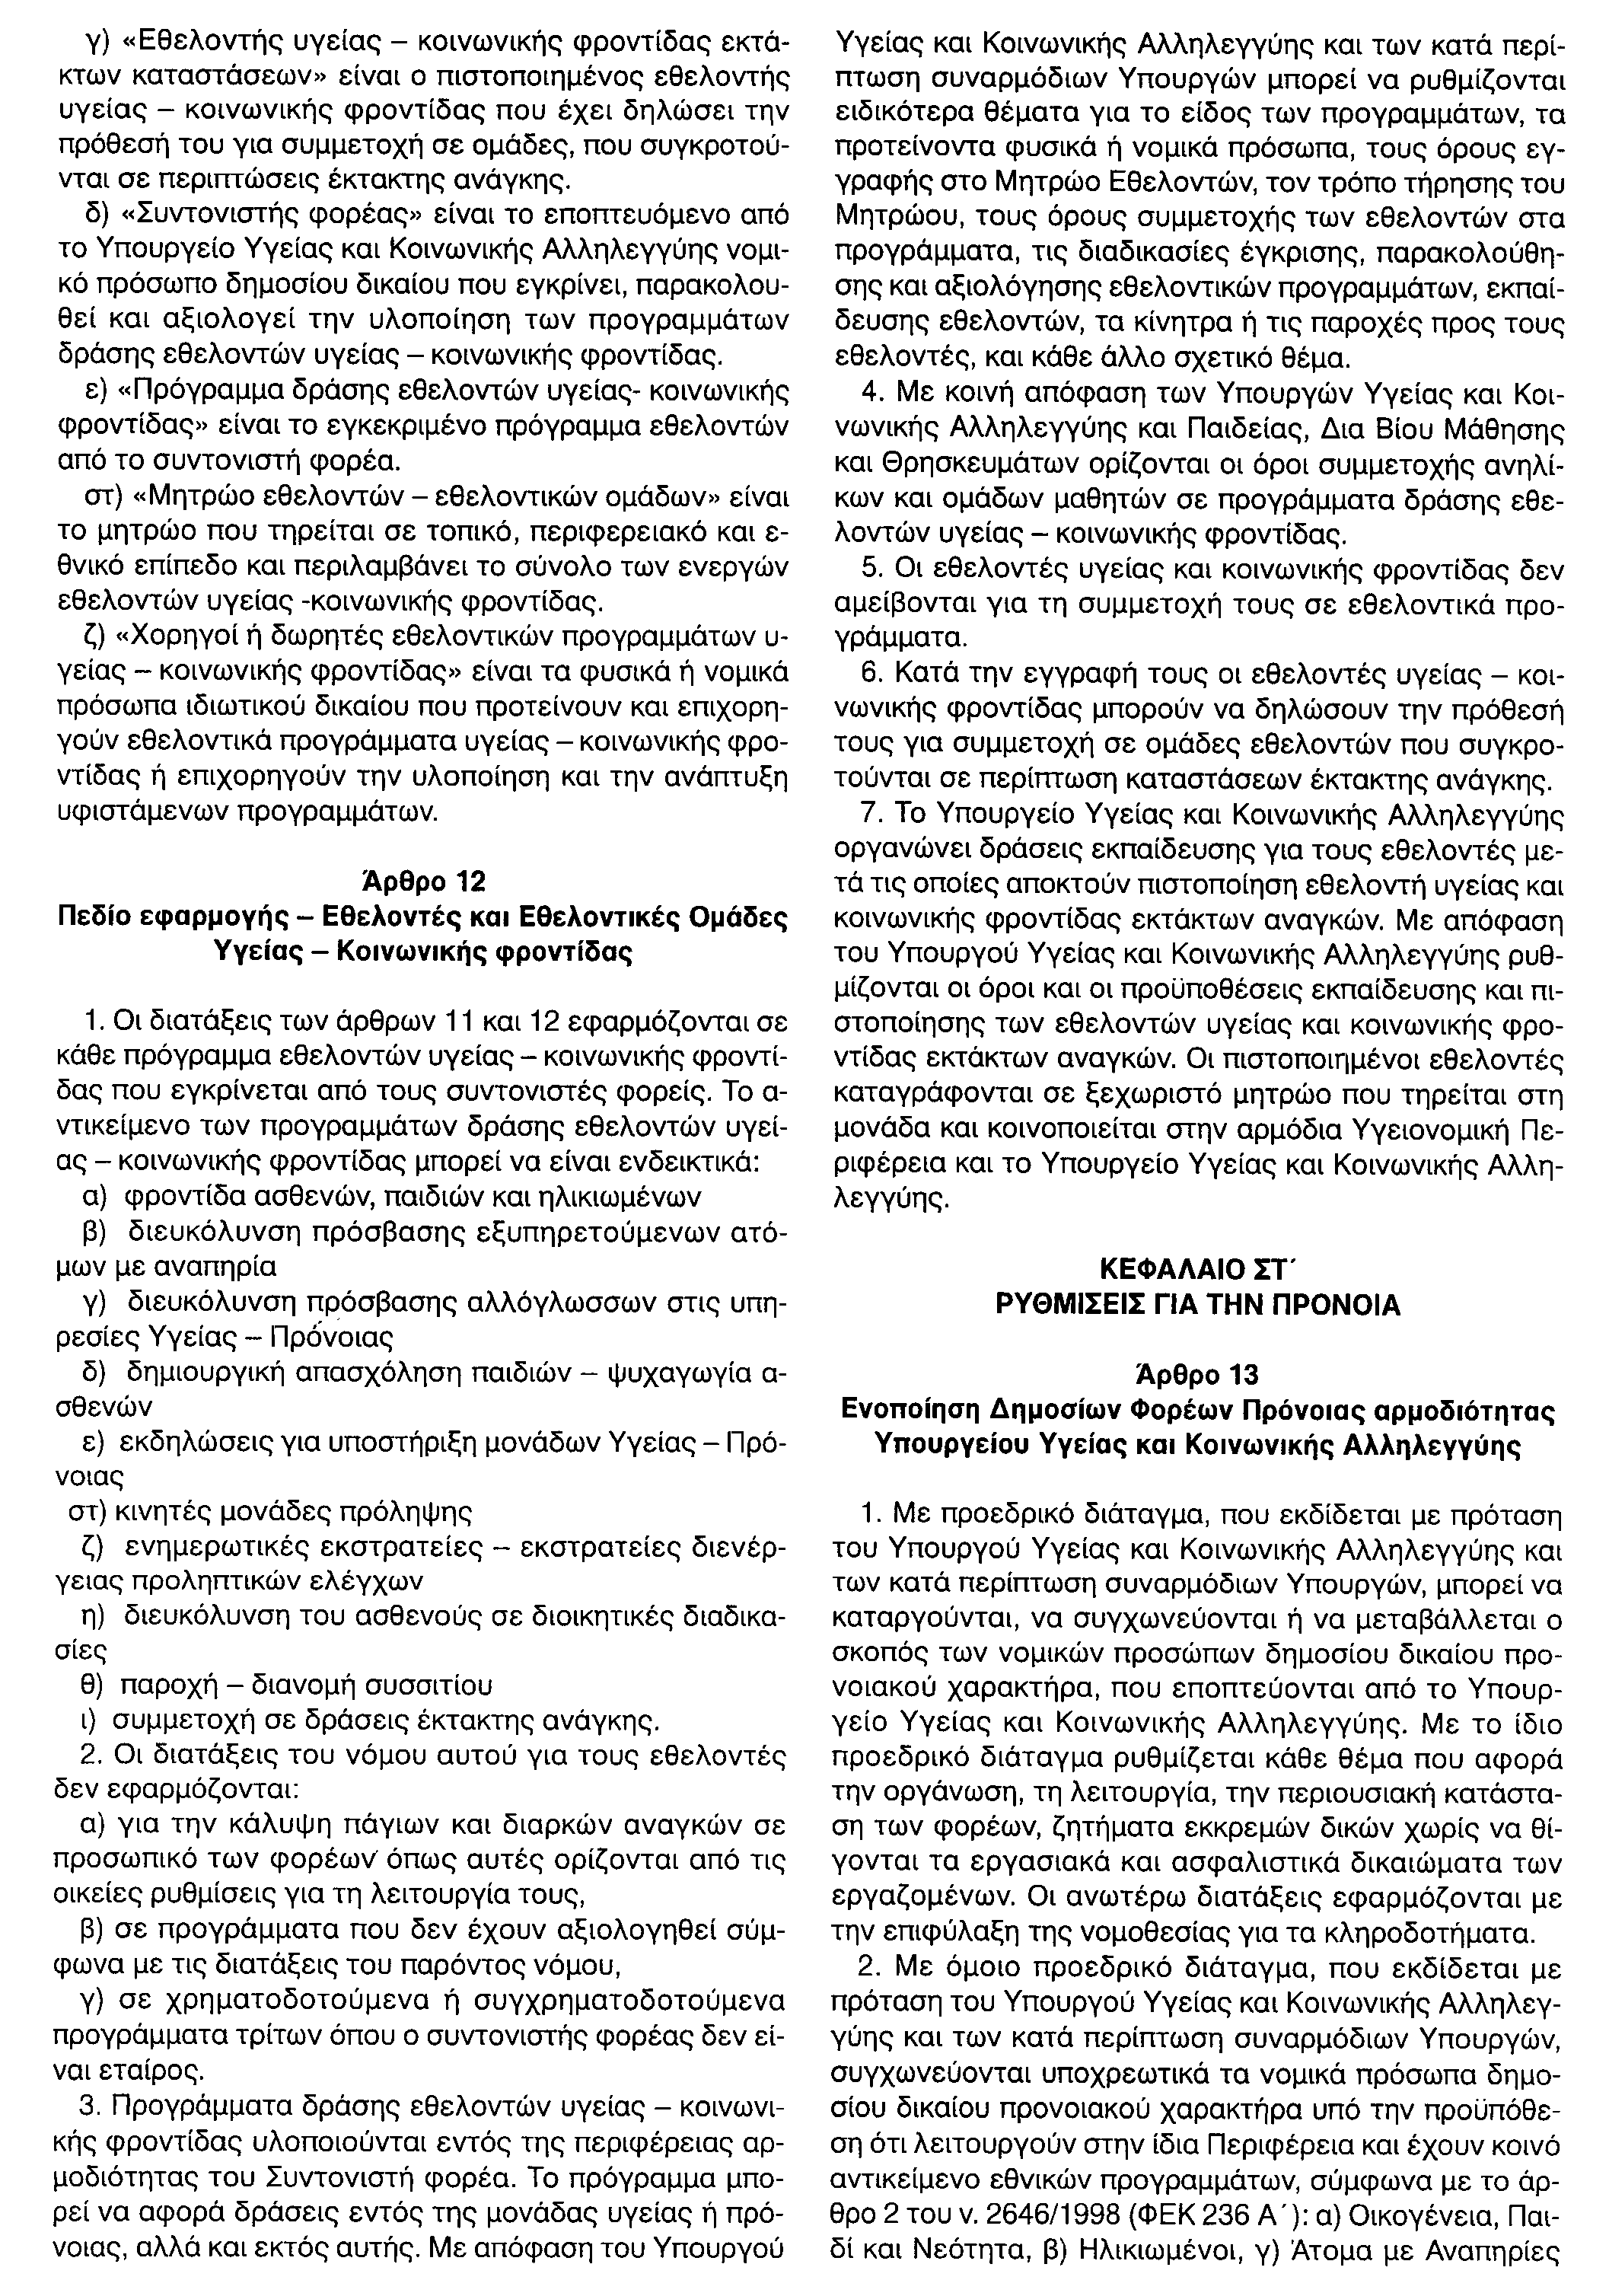 γ) «Εθελοντής υγείας – κοινωνικής φροντίδας εκτά-
κτων καταστάσεων» είναι ο πιστοποιημένος εθελοντής
υγείας – κοινωνικής φροντίδας που έχει δηλώσει την
πρόθεσή του για συμμετοχή σε ομάδες, που συγκροτού-
νται σε περιπτώσεις έκτακτης ανάγκης.
δ) «Συντονιστής φορέας» είναι το εποπτευόμενο από
το Υπουργείο Υγείας και Κοινωνικής Αλληλεγγύης νομι-
κό πρόσωπο δημοσίου δικαίου που εγκρίνει, παρακολου-
θεί και αξιολογεί την υλοποίηση των προγραμμάτων
δράσης εθελοντών υγείας – κοινωνικής φροντίδας.
ε) «Πρόγραμμα δράσης εθελοντών υγείας- κοινωνικής
φροντίδας» είναι το εγκεκριμένο πρόγραμμα εθελοντών
από το συντονιστή φορέα.
στ) «Μητρώο εθελοντών – εθελοντικών ομάδων» είναι
το μητρώο που τηρείται σε τοπικό, περιφερειακό και ε-
θνικό επίπεδο και περιλαμβάνει το σύνολο των ενεργών
εθελοντών υγείας -κοινωνικής φροντίδας.
ζ) «Χορηγοί ή δωρητές εθελοντικών προγραμμάτων υ-
γείας – κοινωνικής φροντίδας» είναι τα φυσικά ή νομικά
πρόσωπα ιδιωτικού δικαίου που προτείνουν και επιχορη-
γούν εθελοντικά προγράμματα υγείας – κοινωνικής φρο-
ντίδας ή επιχορηγούν την υλοποίηση και την ανάπτυξη
υφιστάμενων προγραμμάτων.
Άρθρο 12
Πεδίο εφαρμογής – Εθελοντές και Εθελοντικές Ομάδες
Υγείας – Κοινωνικής φροντίδας
1. Οι διατάξεις των άρθρων 11 και 12 εφαρμόζονται σε
κάθε πρόγραμμα εθελοντών υγείας – κοινωνικής φροντί-
δας που εγκρίνεται από τους συντονιστές φορείς. Το α-
ντικείμενο των προγραμμάτων δράσης εθελοντών υγεί-
ας – κοινωνικής φροντίδας μπορεί να είναι ενδεικτικά:
α) φροντίδα ασθενών, παιδιών και ηλικιωμένων
β) διευκόλυνση πρόσβασης εξυπηρετούμενων ατό-
μων με αναπηρία
γ) διευκόλυνση πρόσβασης αλλόγλωσσων στις υπη-
ρεσίες Υγείας – Πρόνοιας
δ) δημιουργική απασχόληση παιδιών – ψυχαγωγία α-
σθενών
ε) εκδηλώσεις για υποστήριξη μονάδων Υγείας – Πρό-
νοιας
στ) κινητές μονάδες πρόληψης
ζ) ενημερωτικές εκστρατείες – εκστρατείες διενέρ-
γειας προληπτικών ελέγχων
η) διευκόλυνση του ασθενούς σε διοικητικές διαδικα-
σίες
θ) παροχή – διανομή συσσιτίου
ι) συμμετοχή σε δράσεις έκτακτης ανάγκης.
2. Οι διατάξεις του νόμου αυτού για τους εθελοντές
δεν εφαρμόζονται:
α) για την κάλυψη πάγιων και διαρκών αναγκών σε
προσωπικό των φορέων όπως αυτές ορίζονται από τις
οικείες ρυθμίσεις για τη λειτουργία τους,
β) σε προγράμματα που δεν έχουν αξιολογηθεί σύμ-
φωνα με τις διατάξεις του παρόντος νόμου,
γ) σε χρηματοδοτούμενα ή συγχρηματοδοτούμενα
προγράμματα τρίτων όπου ο συντονιστής φορέας δεν εί-
ναι εταίρος.
3. Προγράμματα δράσης εθελοντών υγείας – κοινωνι-
κής φροντίδας υλοποιούνται εντός της περιφέρειας αρ-
μοδιότητας του Συντονιστή φορέα. Το πρόγραμμα μπο-
ρεί να αφορά δράσεις εντός της μονάδας υγείας ή πρό-
νοιας, αλλά και εκτός αυτής. Με απόφαση του Υπουργού
Υγείας και Κοινωνικής Αλληλεγγύης και των κατά περί-
πτωση συναρμόδιων Υπουργών μπορεί να ρυθμίζονται
ειδικότερα θέματα για το είδος των προγραμμάτων, τα
προτείνοντα φυσικά ή νομικά πρόσωπα, τους όρους εγ-
γραφής στο Μητρώο Εθελοντών, τον τρόπο τήρησης του
Μητρώου, τους όρους συμμετοχής των εθελοντών στα
προγράμματα, τις διαδικασίες έγκρισης, παρακολούθη-
σης και αξιολόγησης εθελοντικών προγραμμάτων, εκπαί-
δευσης εθελοντών, τα κίνητρα ή τις παροχές προς τους
εθελοντές, και κάθε άλλο σχετικό θέμα.
4. Με κοινή απόφαση των Υπουργών Υγείας και Κοι-
νωνικής Αλληλεγγύης και Παιδείας, Δια Βίου Μάθησης
και Θρησκευμάτων ορίζονται οι όροι συμμετοχής ανηλί-
κων και ομάδων μαθητών σε προγράμματα δράσης εθε-
λοντών υγείας – κοινωνικής φροντίδας.
5. Οι εθελοντές υγείας και κοινωνικής φροντίδας δεν
αμείβονται για τη συμμετοχή τους σε εθελοντικά προ-
γράμματα.
6. Κατά την εγγραφή τους οι εθελοντές υγείας – κοι-
νωνικής φροντίδας μπορούν να δηλώσουν την πρόθεσή
τους για συμμετοχή σε ομάδες εθελοντών που συγκρο-
τούνται σε περίπτωση καταστάσεων έκτακτης ανάγκης.
7. Το Υπουργείο Υγείας και Κοινωνικής Αλληλεγγύης
οργανώνει δράσεις εκπαίδευσης για τους εθελοντές με-
τά τις οποίες αποκτούν πιστοποίηση εθελοντή υγείας και
κοινωνικής φροντίδας εκτάκτων αναγκών. Με απόφαση
του Υπουργού Υγείας και Κοινωνικής Αλληλεγγύης ρυθ-
μίζονται οι όροι και οι προϋποθέσεις εκπαίδευσης και πι-
στοποίησης των εθελοντών υγείας και κοινωνικής φρο-
ντίδας εκτάκτων αναγκών. Οι πιστοποιημένοι εθελοντές
καταγράφονται σε ξεχωριστό μητρώο που τηρείται στη
μονάδα και κοινοποιείται στην αρμόδια Υγειονομική Πε-
ριφέρεια και το Υπουργείο Υγείας και Κοινωνικής Αλλη-
λεγγύης.
ΚΕΦΑΛΑΙΟ ΣΤ΄
ΡΥΘΜΙΣΕΙΣ ΓΙΑ ΤΗΝ ΠΡΟΝΟΙΑ
Άρθρο 13
Ενοποίηση Δημοσίων Φορέων Πρόνοιας αρμοδιότητας
Υπουργείου Υγείας και Κοινωνικής Αλληλεγγύης
1. Με προεδρικό διάταγμα, που εκδίδεται με πρόταση
του Υπουργού Υγείας και Κοινωνικής Αλληλεγγύης και
των κατά περίπτωση συναρμόδιων Υπουργών, μπορεί να
καταργούνται, να συγχωνεύονται ή να μεταβάλλεται ο
σκοπός των νομικών προσώπων δημοσίου δικαίου προ-
νοιακού χαρακτήρα, που εποπτεύονται από το Υπουρ-
γείο Υγείας και Κοινωνικής Αλληλεγγύης. Με το ίδιο
προεδρικό διάταγμα ρυθμίζεται κάθε θέμα που αφορά
την οργάνωση, τη λειτουργία, την περιουσιακή κατάστα-
ση των φορέων, ζητήματα εκκρεμών δικών χωρίς να θί-
γονται τα εργασιακά και ασφαλιστικά δικαιώματα των
εργαζομένων. Οι ανωτέρω διατάξεις εφαρμόζονται με
την επιφύλαξη της νομοθεσίας για τα κληροδοτήματα.
2. Με όμοιο προεδρικό διάταγμα, που εκδίδεται με
πρόταση του Υπουργού Υγείας και Κοινωνικής Αλληλεγ-
γύης και των κατά περίπτωση συναρμόδιων Υπουργών,
συγχωνεύονται υποχρεωτικά τα νομικά πρόσωπα δημο-
σίου δικαίου προνοιακού χαρακτήρα υπό την προϋπόθε-
ση ότι λειτουργούν στην ίδια Περιφέρεια και έχουν κοινό
αντικείμενο εθνικών προγραμμάτων, σύμφωνα με το άρ-
θρο 2 του ν. 2646/1998 (ΦΕΚ 236 Α΄): α) Οικογένεια, Παι-
δί και Νεότητα, β) Ηλικιωμένοι, γ) Άτομα με Αναπηρίες